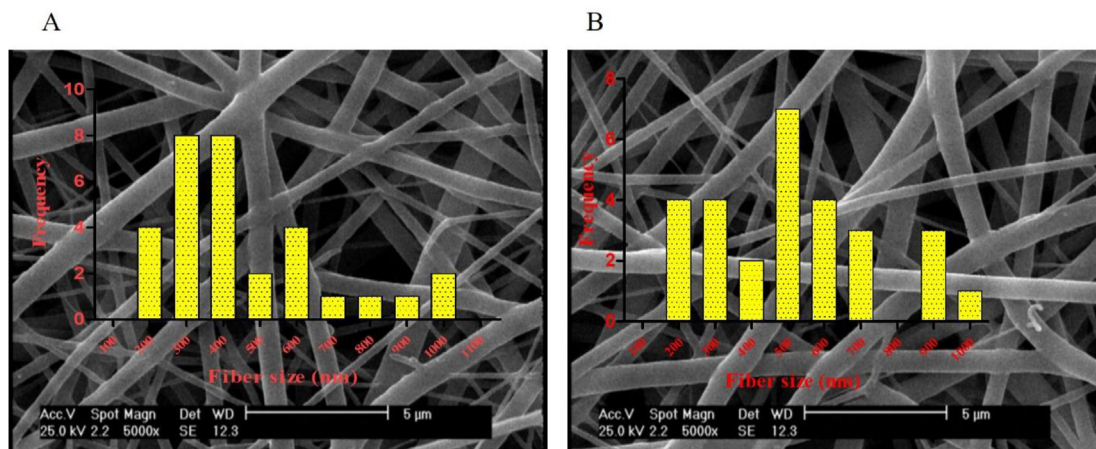 A
B
10
8
6
4
2
0
Frequency
100 200 300 400 500 600 700 800 900 1000 1100
Fiber size (nm)
Acc.V Spot Magn Det WD 5 µm
25.0 kV 2.2 5000x SE 12.3
8
6
4
2
0
Frequency
100 200 300 400 500 600 700 800 900 1000
Fiber size (nm)
Acc.V Spot Magn Det WD 5 µm
25.0 kV 2.2 5000x SE 12.3